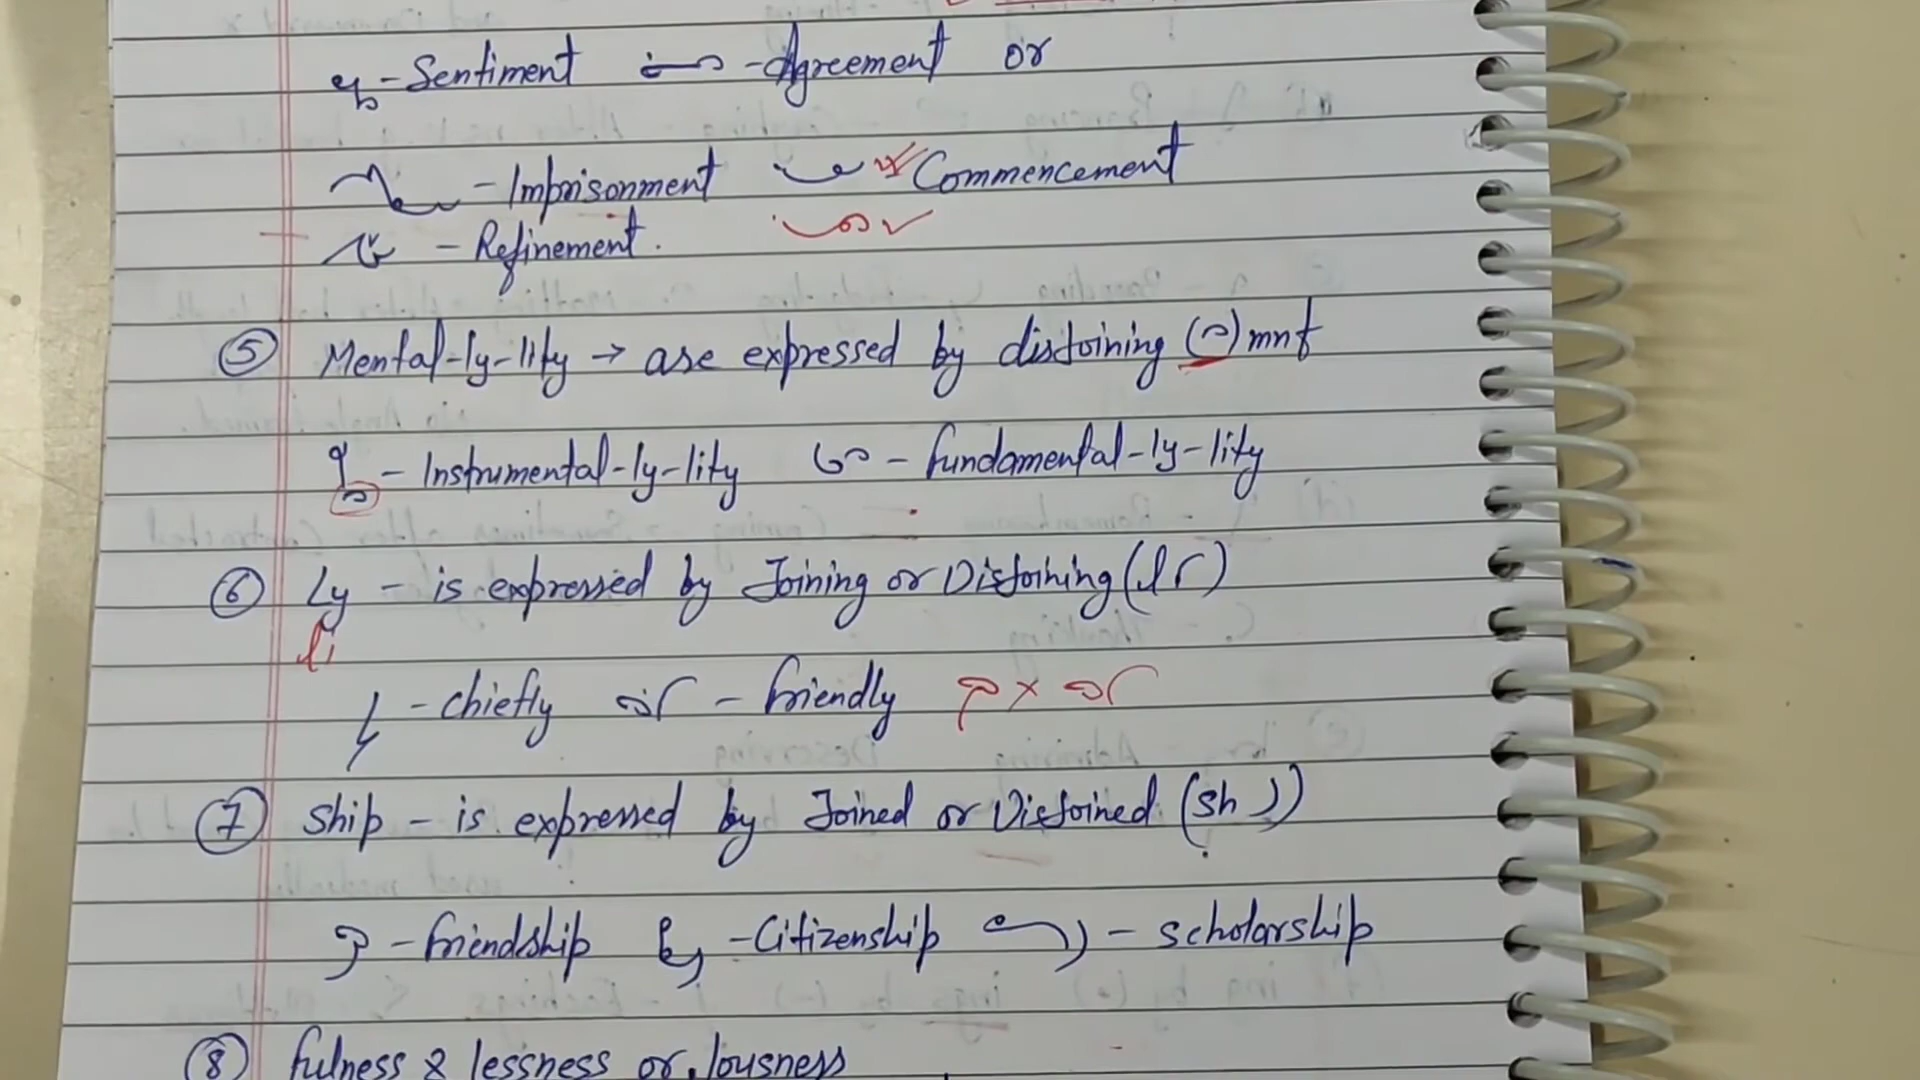 - Sentiment - Agreement or
- Imprisonment Commencement
- Refinement.
⑤ Mental-ly-lity → are expressed by disjoining ( ) mnt
- Instrumental-ly-lity - fundamental-ly-lity
⑥ Ly - is expressed by Joining or Disjoining (l )
li
- chiefly - friendly
⑦ Ship - is expressed by Joined or Disjoined (Sh )
- friendship - Citizenship - scholarship
⑧ fulness & lessness or lousness